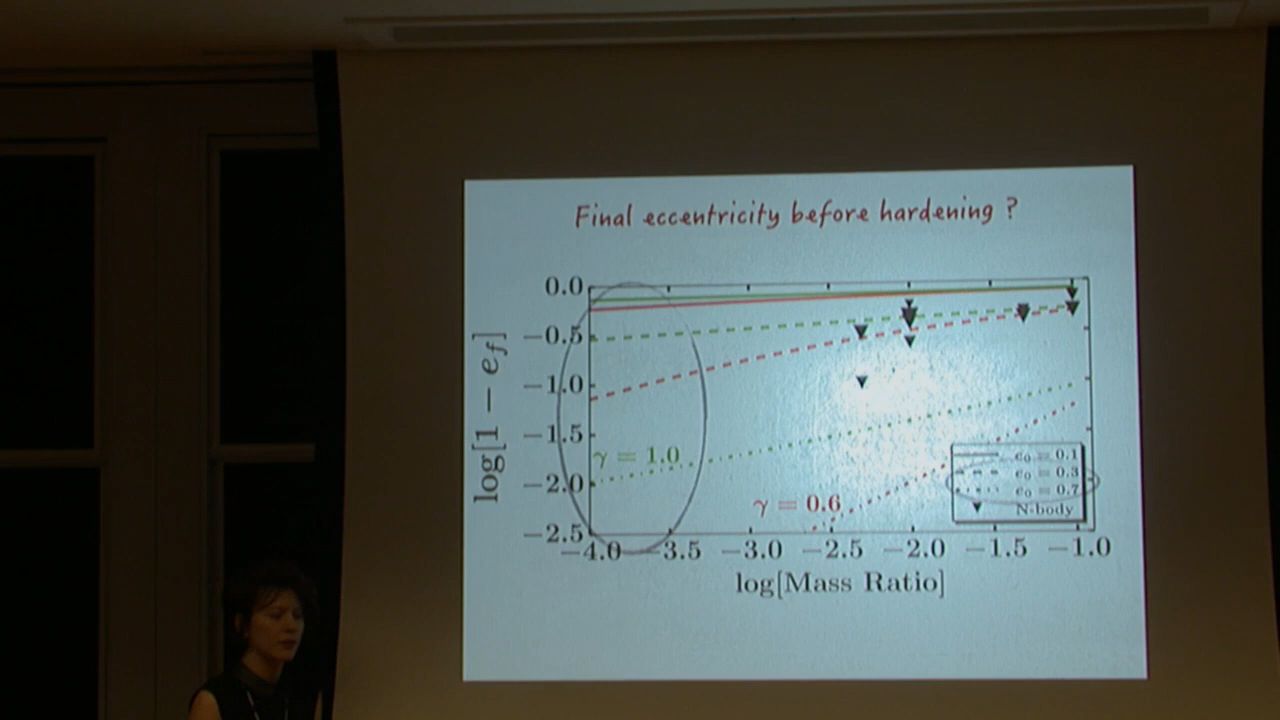 Final eccentricity before hardening ?
0.0
−0.5
−1.0
−1.5
−2.0
−2.5
log[1 − e_f]
γ = 1.0
γ = 0.6
e₀ = 0.1
e₀ = 0.3
e₀ = 0.7
N-body
−4.0 −3.5 −3.0 −2.5 −2.0 −1.5 −1.0
log[Mass Ratio]